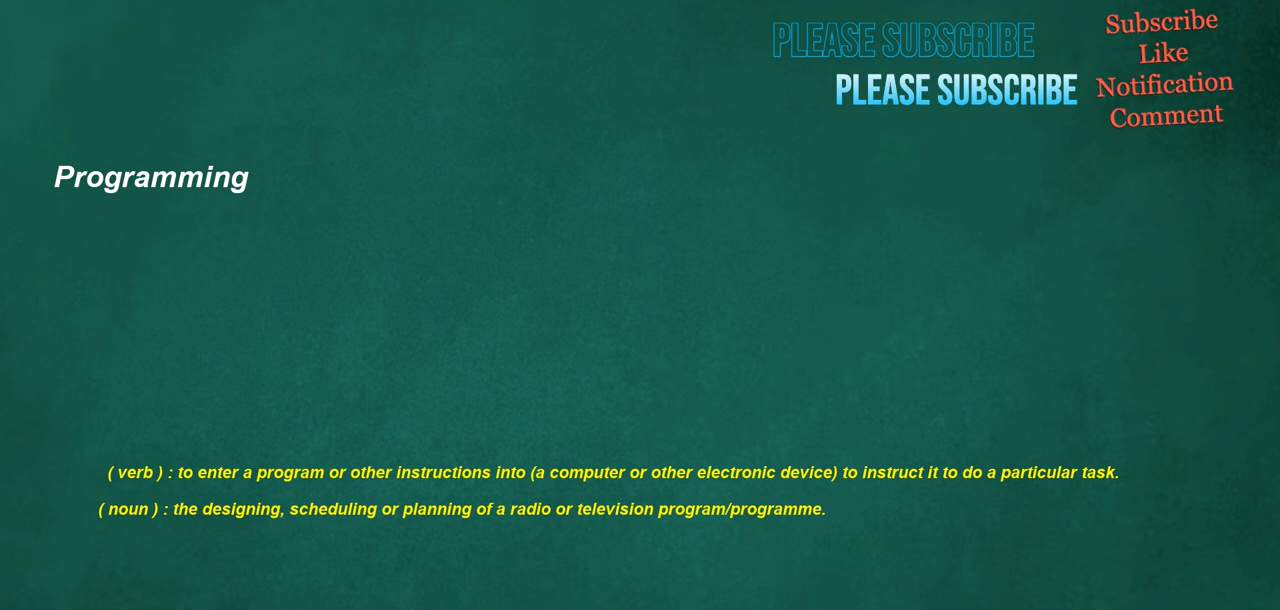 PLEASE SUBSCRIBE
PLEASE SUBSCRIBE
Subscribe
Like
Notification
Comment
Programming
( verb ) : to enter a program or other instructions into (a computer or other electronic device) to instruct it to do a particular task.
( noun ) : the designing, scheduling or planning of a radio or television program/programme.